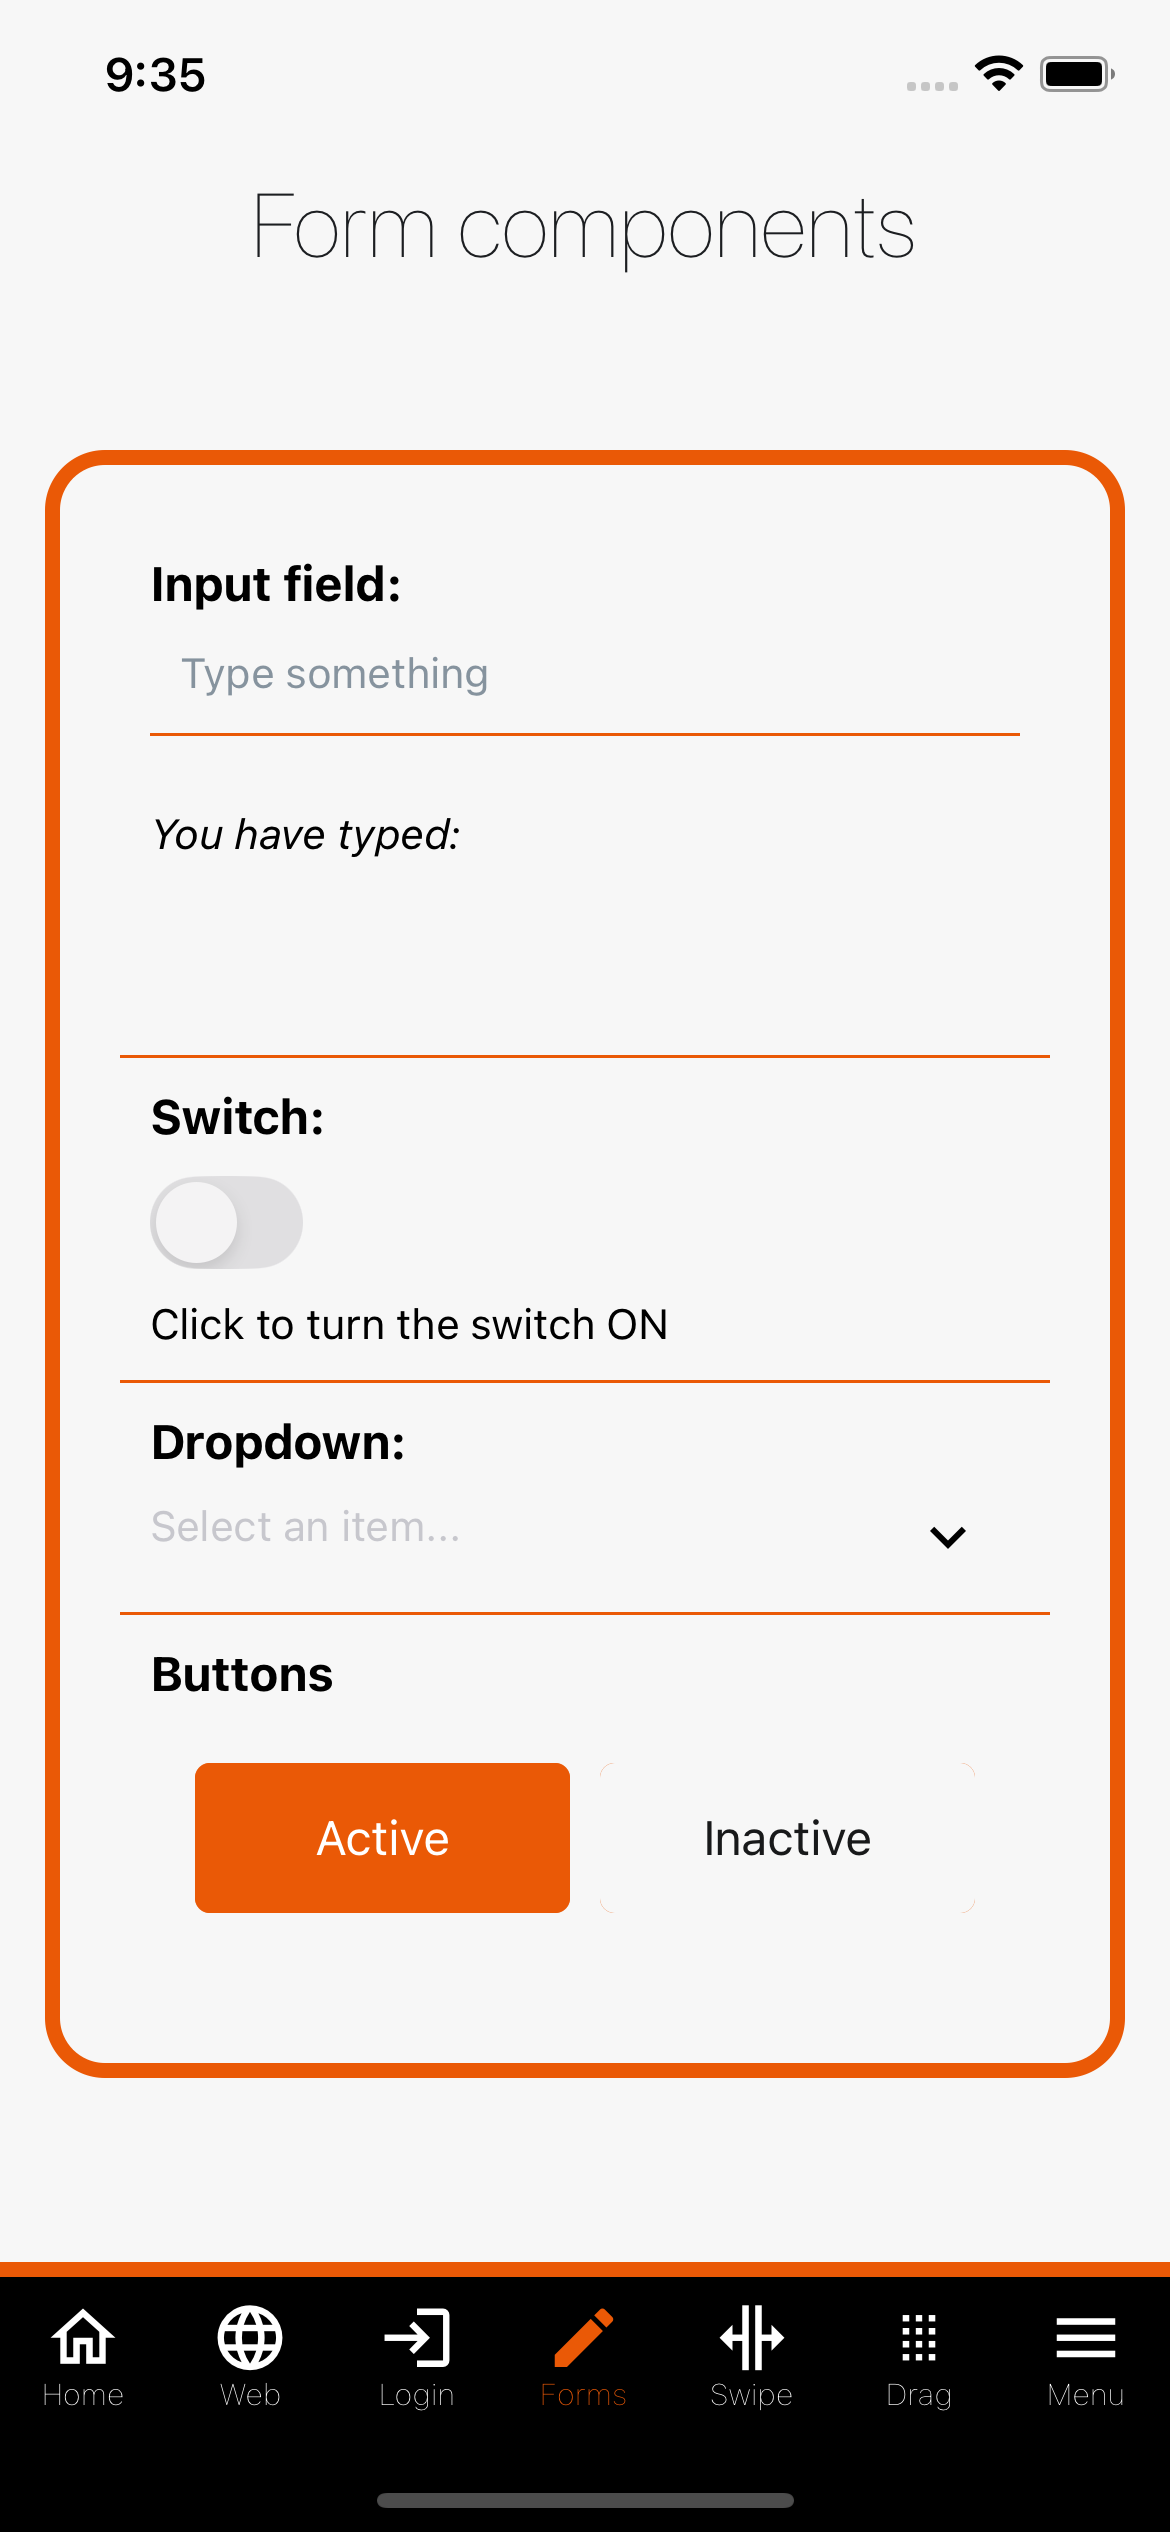 9:35
Form components
Input field:
Type something
You have typed:
Switch:
Click to turn the switch ON
Dropdown:
Select an item...
Buttons
Active Inactive
Home Web Login Forms Swipe Drag Menu